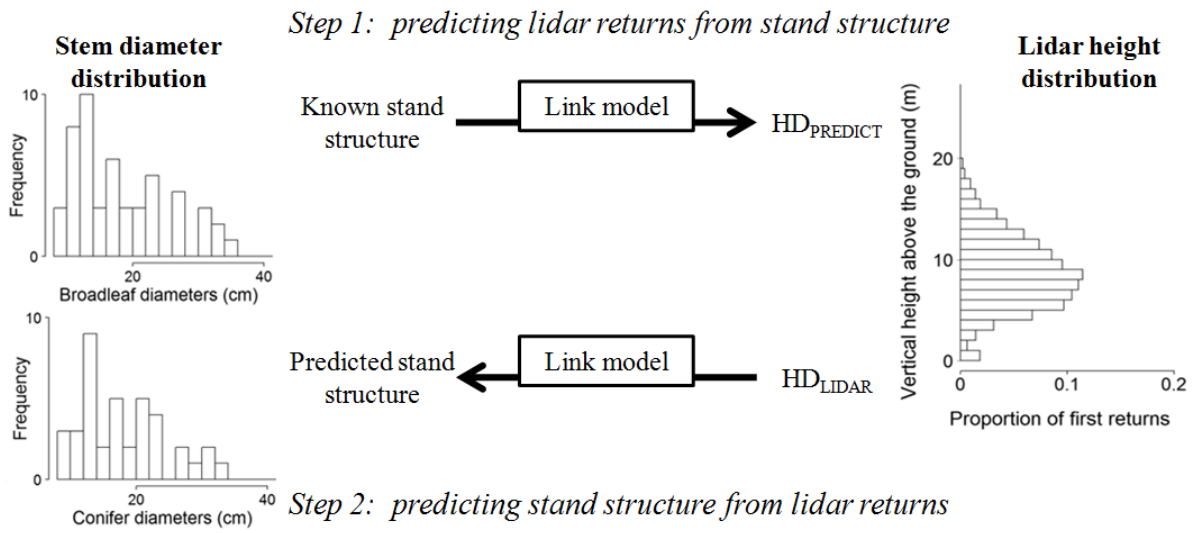 Step 1: predicting lidar returns from stand structure
Stem diameter
distribution
10
Frequency
0
20
40
Broadleaf diameters (cm)
10
Frequency
0
20
40
Conifer diameters (cm)
Known stand
structure
Link model
HDPREDICT
Predicted stand
structure
Link model
HDLIDAR
Lidar height
distribution
Vertical height above the ground (m)
20
10
0
0
0.1
0.2
Proportion of first returns
Step 2: predicting stand structure from lidar returns